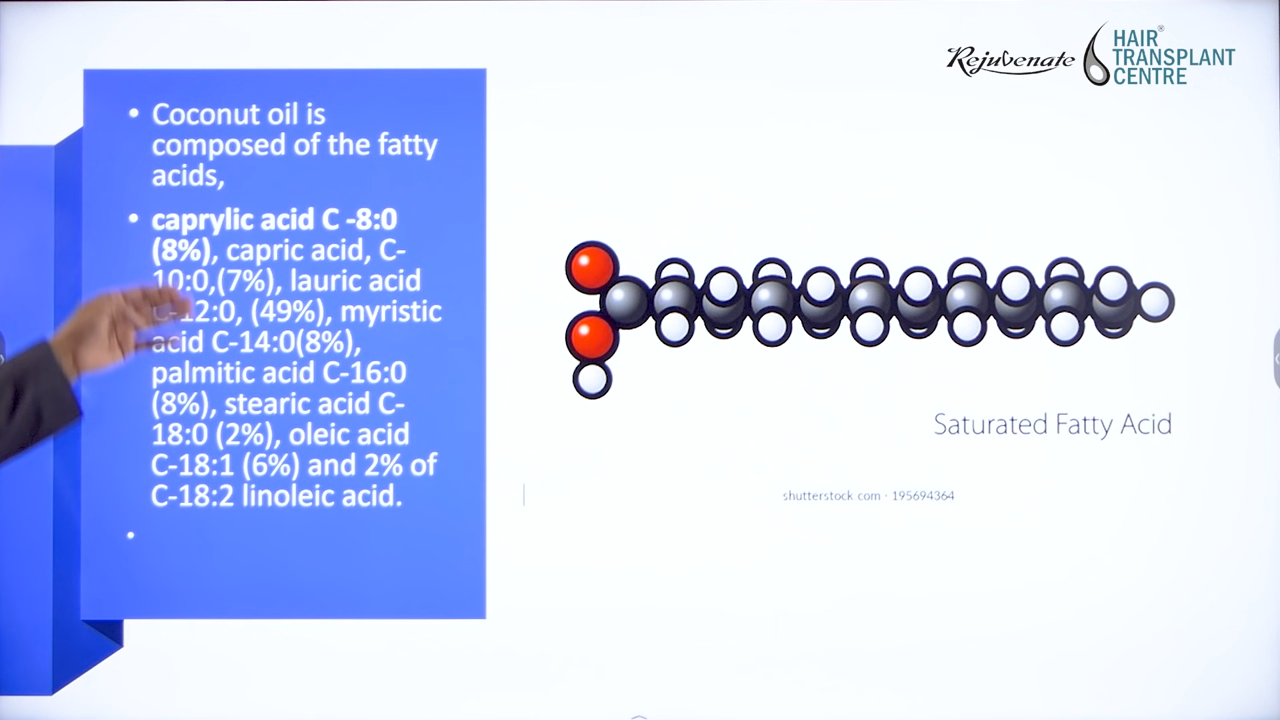 Rejuvenate
HAIR®
TRANSPLANT
CENTRE
• Coconut oil is
composed of the fatty
acids,
• caprylic acid C -8:0
(8%), capric acid, C-
10:0,(7%), lauric acid
C-12:0, (49%), myristic
acid C-14:0(8%),
palmitic acid C-16:0
(8%), stearic acid C-
18:0 (2%), oleic acid
C-18:1 (6%) and 2% of
C-18:2 linoleic acid.
•
Saturated Fatty Acid
shutterstock.com · 195694364